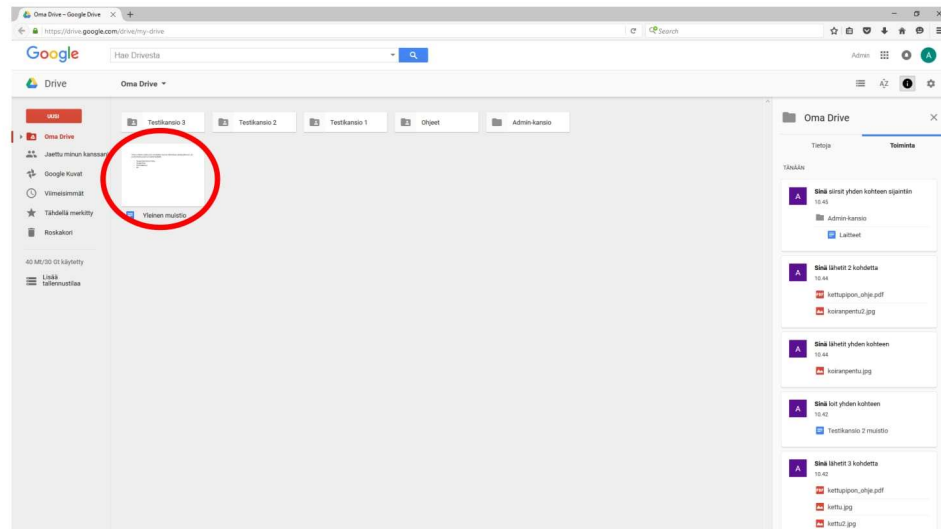 Oma Drive – Google Drive
https://drive.google.com/drive/my-drive
Search
Google
Hae Drivesta
Admin
A
Drive
Oma Drive
AZ
UUSI
Oma Drive
Jaettu minun kanssani
Google Kuvat
Viimeisimmät
Tähdellä merkitty
Roskakori
40 Mt/30 Gt käytetty
Lisää
tallennustilaa
Testikansio 3
Testikansio 2
Testikansio 1
Ohjeet
Admin-kansio
Yleinen muistio
Oma Drive
Tietoja
Toiminta
TÄNÄÄN
A
Sinä siirsit yhden kohteen sijaintiin
10.45
Admin-kansio
Laitteet
A
Sinä lähetit 2 kohdetta
10.44
PDF
kettupipon_ohje.pdf
koiranpentu2.jpg
A
Sinä lähetit yhden kohteen
10.44
koiranpentu.jpg
A
Sinä loit yhden kohteen
10.42
Testikansio 2 muistio
A
Sinä lähetit 3 kohdetta
10.42
PDF
kettupipon_ohje.pdf
kettu.jpg
kettu2.jpg